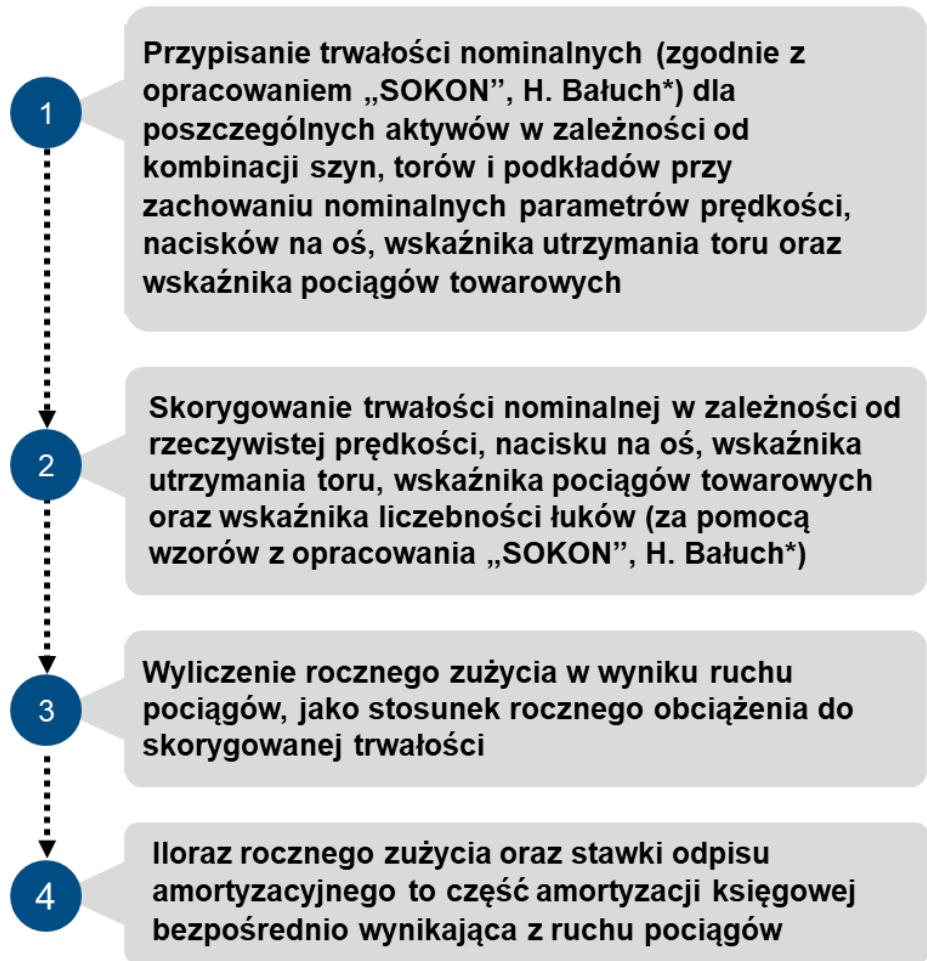 1
Przypisanie trwałości nominalnych (zgodnie z
opracowaniem „SOKON”, H. Bałuch*) dla
poszczególnych aktywów w zależności od
kombinacji szyn, torów i podkładów przy
zachowaniu nominalnych parametrów prędkości,
nacisków na oś, wskaźnika utrzymania toru oraz
wskaźnika pociągów towarowych
2
Skorygowanie trwałości nominalnej w zależności od
rzeczywistej prędkości, nacisku na oś, wskaźnika
utrzymania toru, wskaźnika pociągów towarowych
oraz wskaźnika liczebności łuków (za pomocą
wzorów z opracowania „SOKON”, H. Bałuch*)
3
Wyliczenie rocznego zużycia w wyniku ruchu
pociągów, jako stosunek rocznego obciążenia do
skorygowanej trwałości
4
Iloraz rocznego zużycia oraz stawki odpisu
amortyzacyjnego to część amortyzacji księgowej
bezpośrednio wynikająca z ruchu pociągów